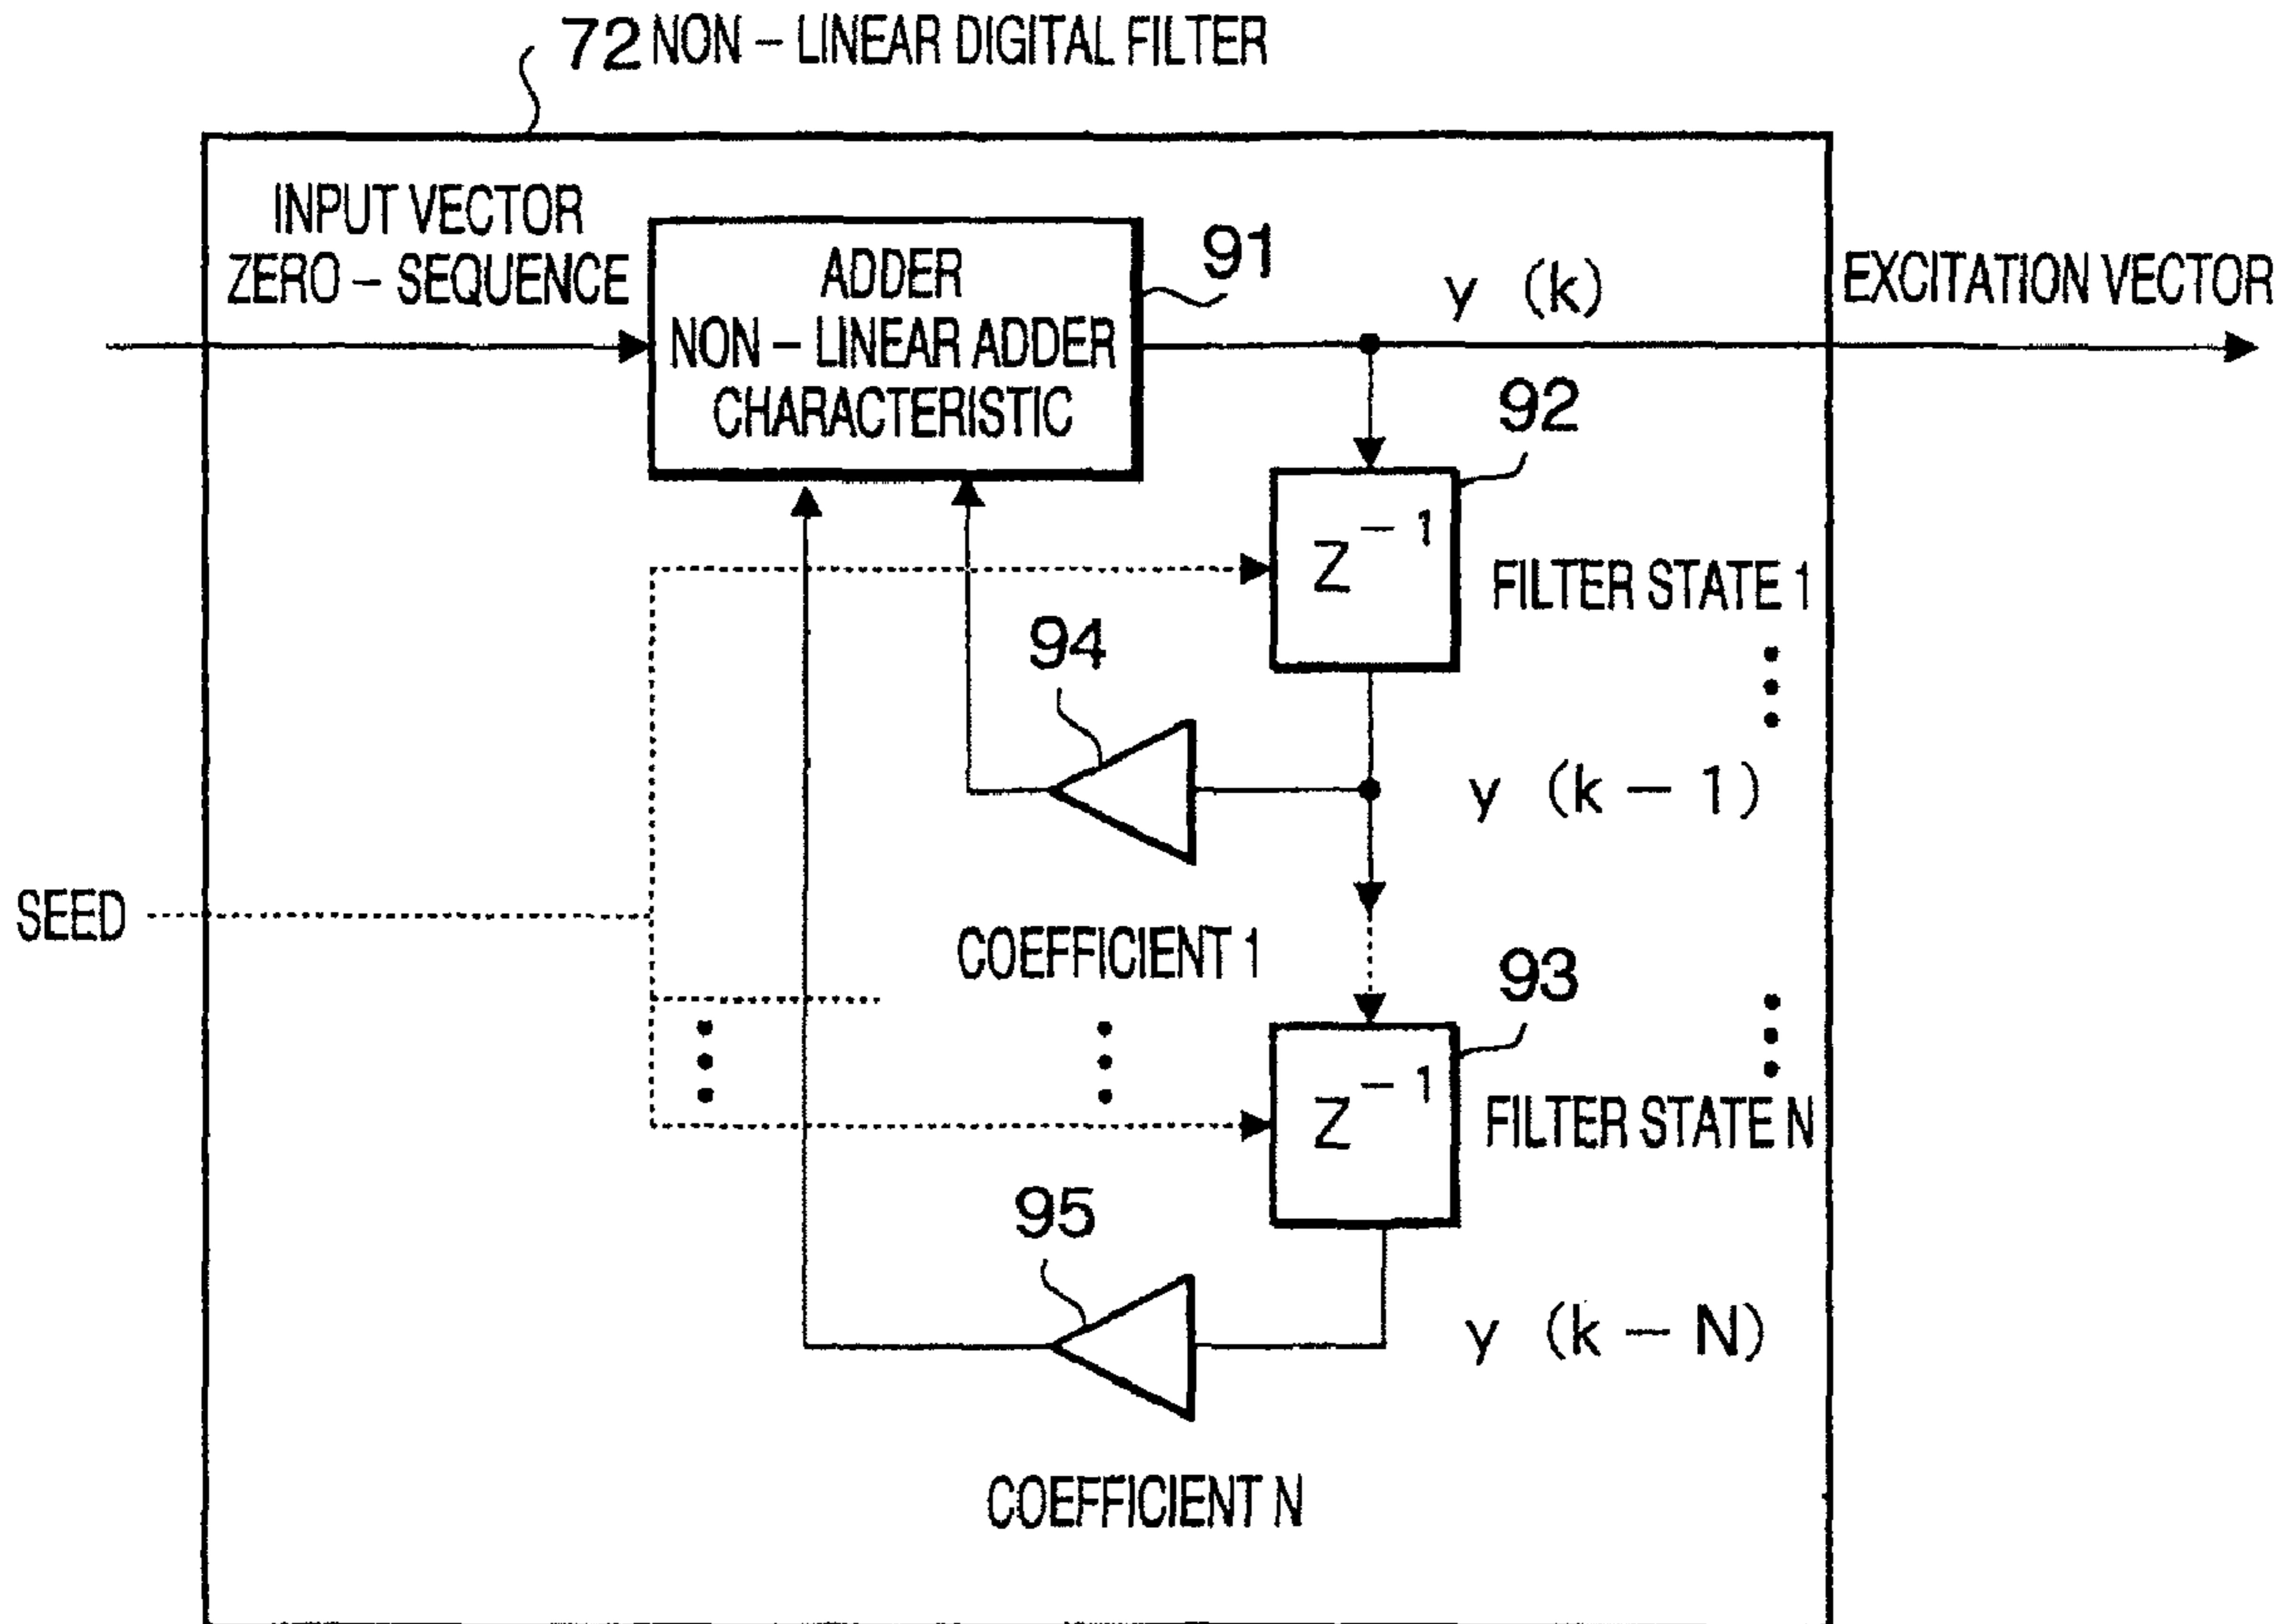 72 NON – LINEAR DIGITAL FILTER
INPUT VECTOR
ZERO – SEQUENCE
ADDER
NON – LINEAR ADDER
CHARACTERISTIC
91
y (k)
EXCITATION VECTOR
92
Z⁻¹
FILTER STATE 1
94
y (k – 1)
SEED
COEFFICIENT 1
93
Z⁻¹
FILTER STATE N
95
y (k – N)
COEFFICIENT N